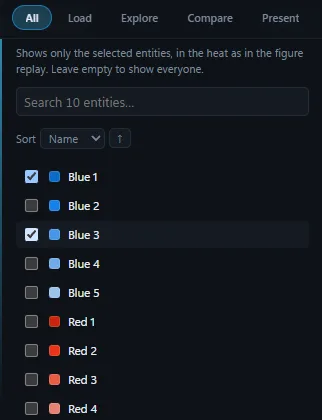 All Load Explore Compare Present
Shows only the selected entities, in the heat as in the figure
replay. Leave empty to show everyone.
Search 10 entities...
Sort Name ↑
Blue 1
Blue 2
Blue 3
Blue 4
Blue 5
Red 1
Red 2
Red 3
Red 4